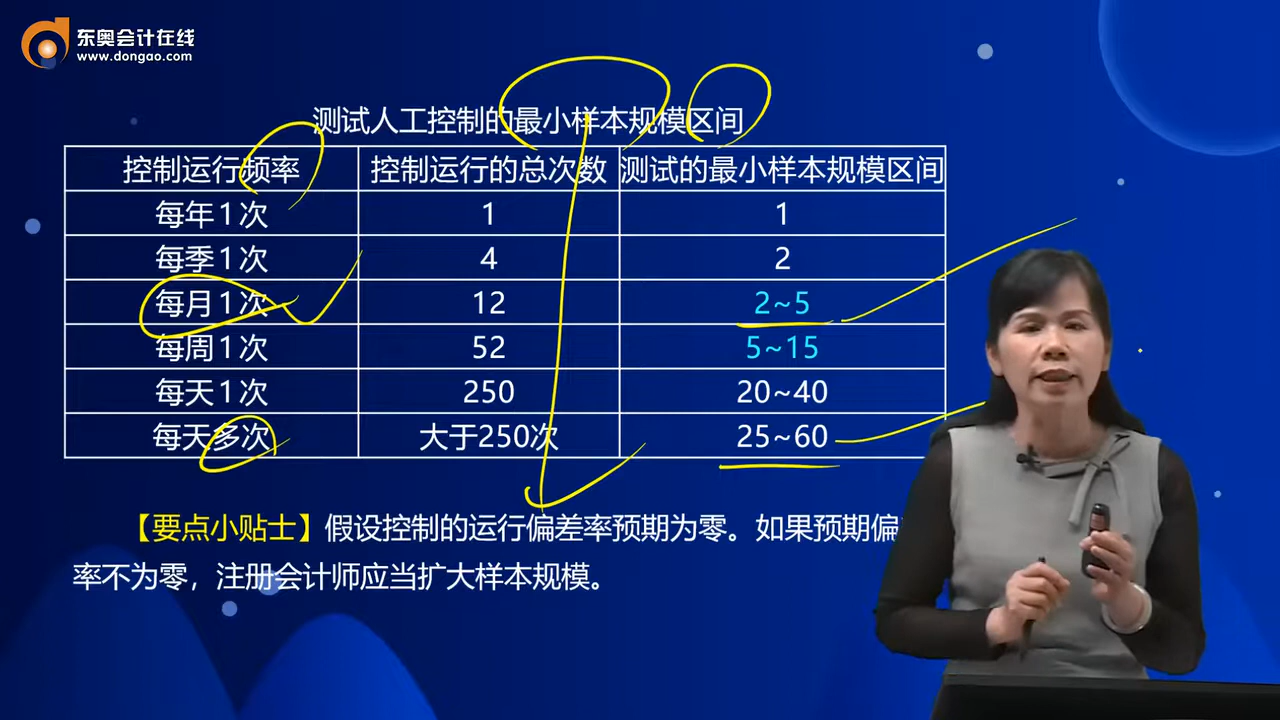 东奥会计在线
www.dongao.com
测试人工控制的最小样本规模区间
控制运行频率 控制运行的总次数 测试的最小样本规模区间
每年1次 1 1
每季1次 4 2
每月1次 12 2~5
每周1次 52 5~15
每天1次 250 20~40
每天多次 大于250次 25~60
【要点小贴士】假设控制的运行偏差率预期为零。如果预期偏
率不为零，注册会计师应当扩大样本规模。